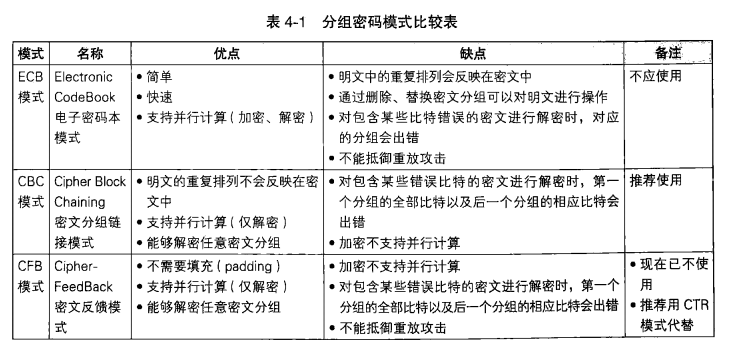 表 4-1 分组密码模式比较表
模式 名称 优点 缺点 备注
ECB 模式
Electronic
CodeBook
电子密码本
模式
• 简单
• 快速
• 支持并行计算（加密、解密）
• 明文中的重复排列会反映在密文中
• 通过删除、替换密文分组可以对明文进行操作
• 对包含某些比特错误的密文进行解密时，对应
的分组会出错
• 不能抵御重放攻击
不应使用
CBC 模式
Cipher Block
Chaining
密文分组链
接模式
• 明文的重复排列不会反映在密
文中
• 支持并行计算（仅解密）
• 能够解密任意密文分组
• 对包含某些错误比特的密文进行解密时，第一
个分组的全部比特以及后一个分组的相应比特会
出错
• 加密不支持并行计算
推荐使用
CFB 模式
Cipher-
FeedBack
密文反馈模
式
• 不需要填充（padding）
• 支持并行计算（仅解密）
• 能够解密任意密文分组
• 加密不支持并行计算
• 对包含某些错误比特的密文进行解密时，第一个
分组的全部比特以及后一个分组的相应比特会出错
• 不能抵御重放攻击
• 现在已不使
用
• 推荐用 CTR
模式代替